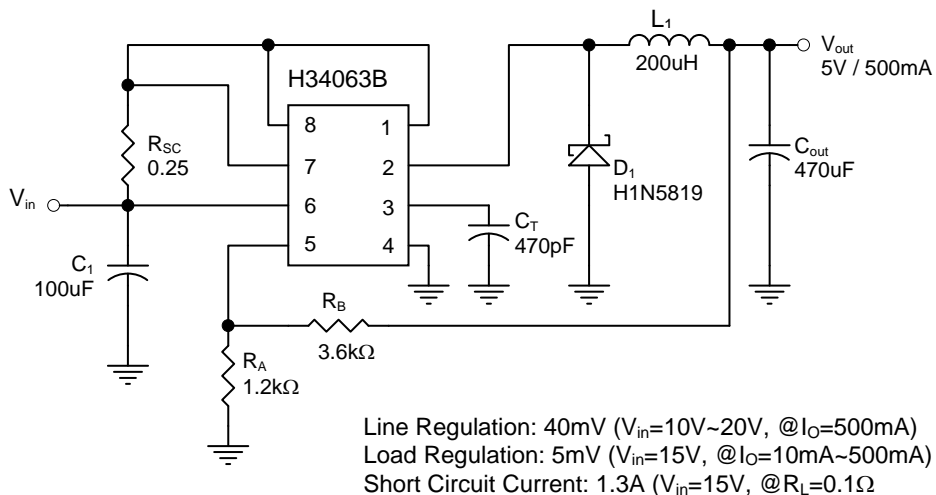 L₁
200uH
Vout
5V / 500mA
H34063B
8 1
7 2
6 3
5 4
RSC
0.25
Vin
C₁
100uF
CT
470pF
D₁
H1N5819
Cout
470uF
RB
3.6kΩ
RA
1.2kΩ
Line Regulation: 40mV (Vin=10V~20V, @IO=500mA)
Load Regulation: 5mV (Vin=15V, @IO=10mA~500mA)
Short Circuit Current: 1.3A (Vin=15V, @RL=0.1Ω